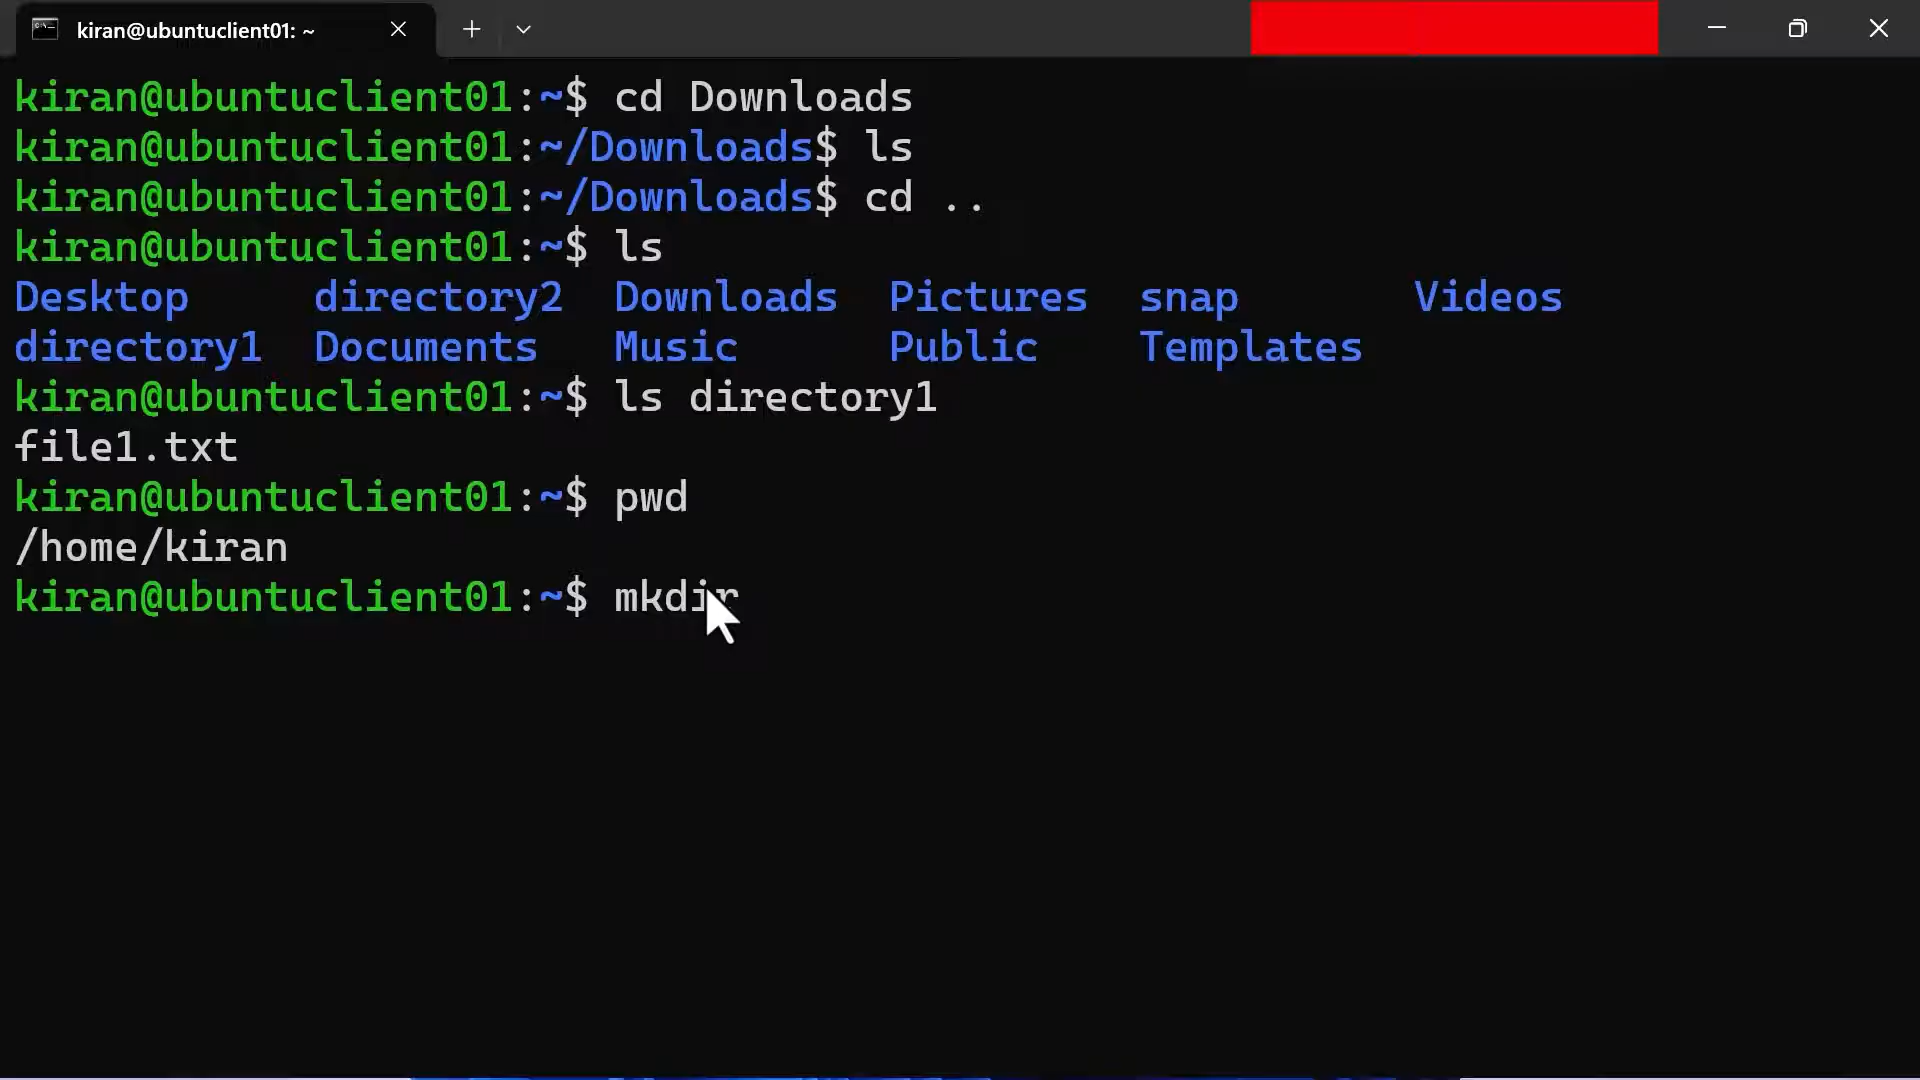 kiran@ubuntuclient01: ~
kiran@ubuntuclient01:~$ cd Downloads
kiran@ubuntuclient01:~/Downloads$ ls
kiran@ubuntuclient01:~/Downloads$ cd ..
kiran@ubuntuclient01:~$ ls
Desktop directory2 Downloads Pictures snap Videos
directory1 Documents Music Public Templates
kiran@ubuntuclient01:~$ ls directory1
file1.txt
kiran@ubuntuclient01:~$ pwd
/home/kiran
kiran@ubuntuclient01:~$ mkdir